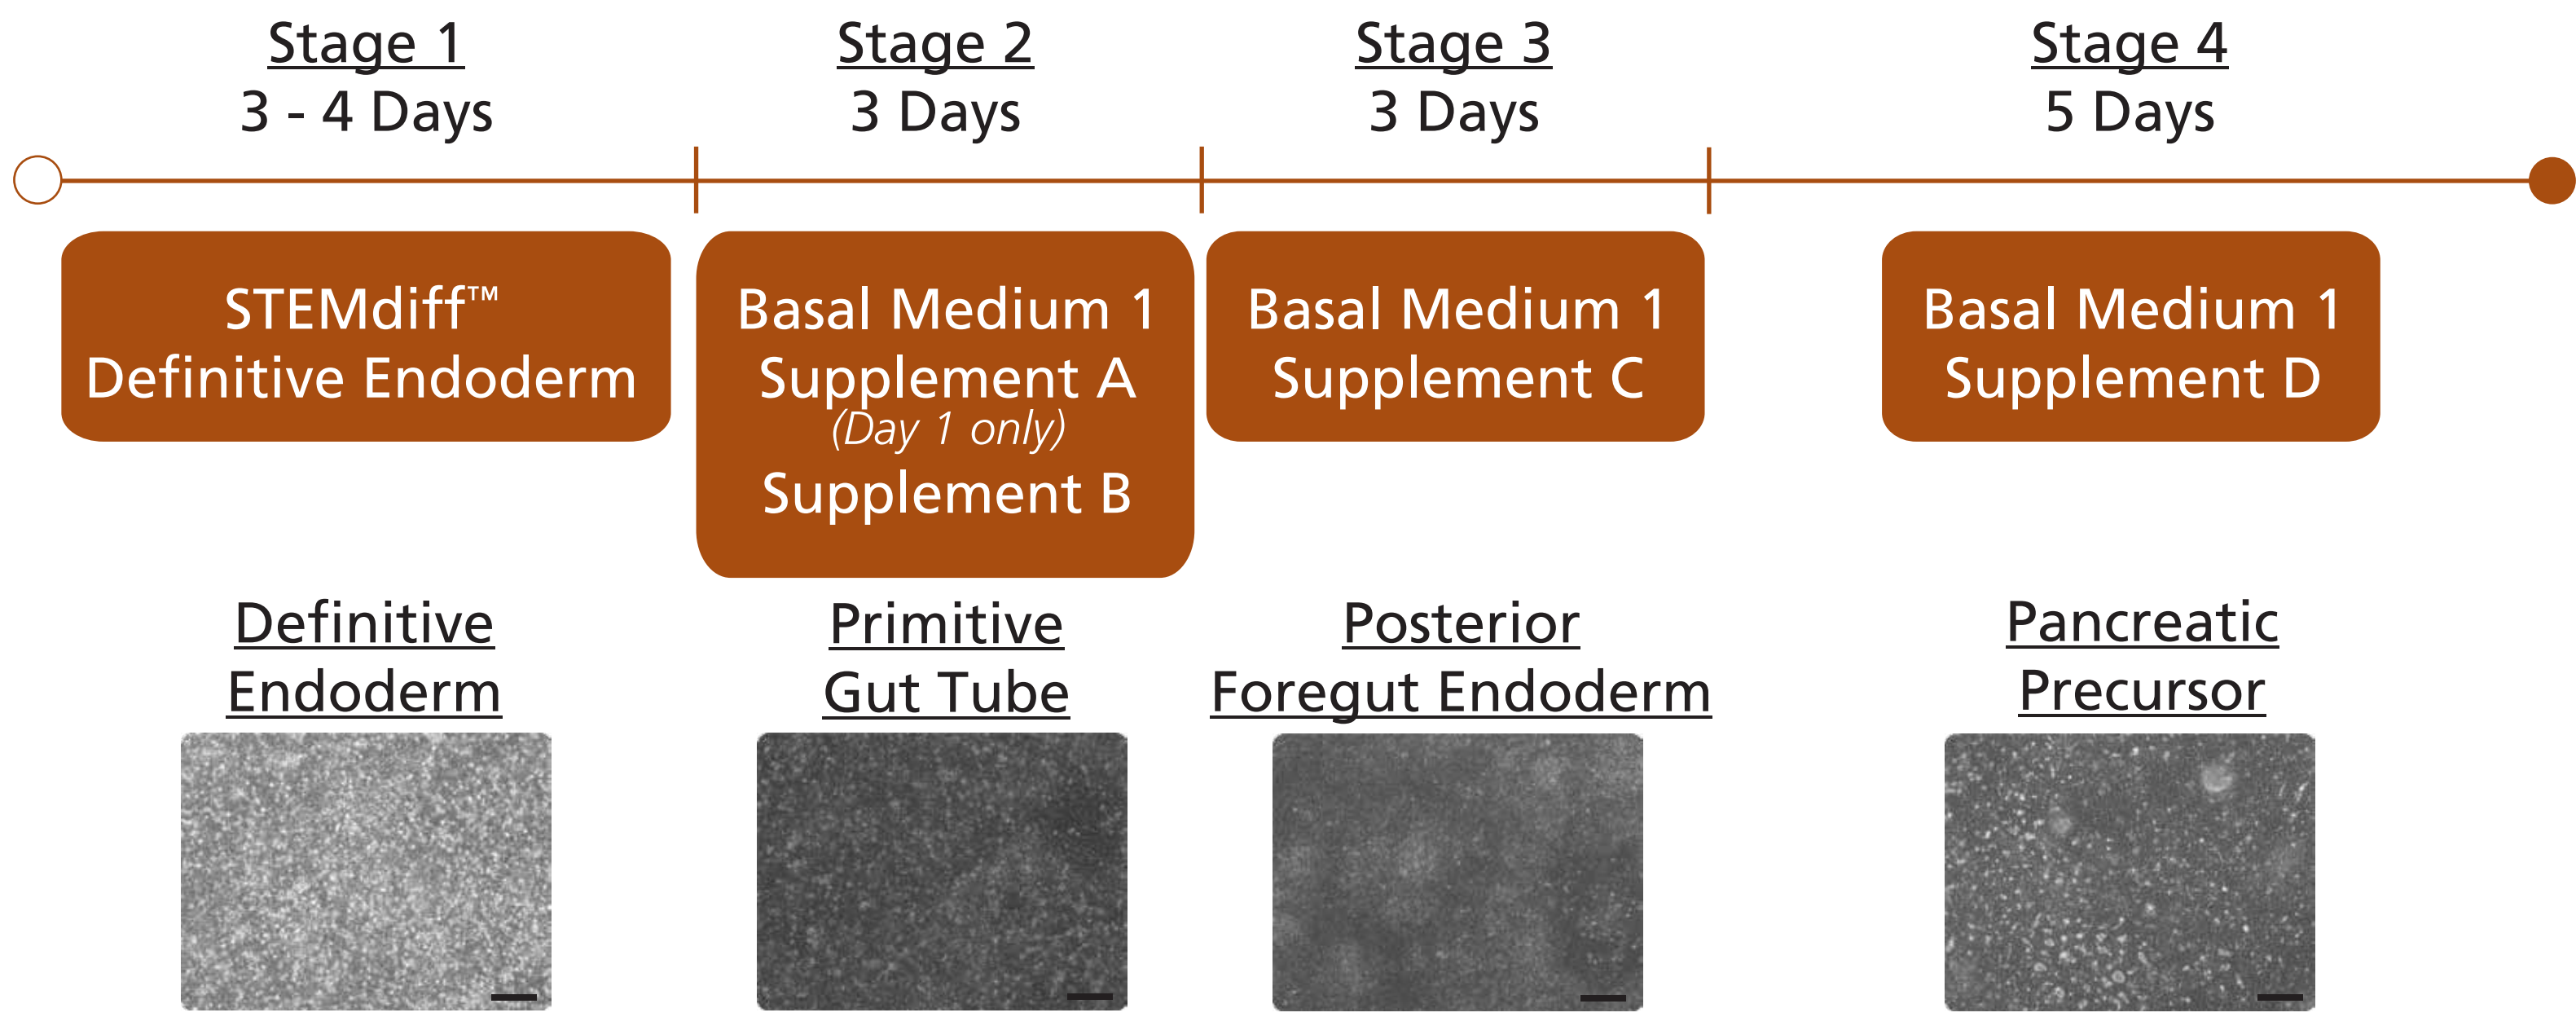 Stage 1
3 - 4 Days
Stage 2
3 Days
Stage 3
3 Days
Stage 4
5 Days
STEMdiff™
Definitive Endoderm
Basal Medium 1
Supplement A
(Day 1 only)
Supplement B
Basal Medium 1
Supplement C
Basal Medium 1
Supplement D
Definitive
Endoderm
Primitive
Gut Tube
Posterior
Foregut Endoderm
Pancreatic
Precursor